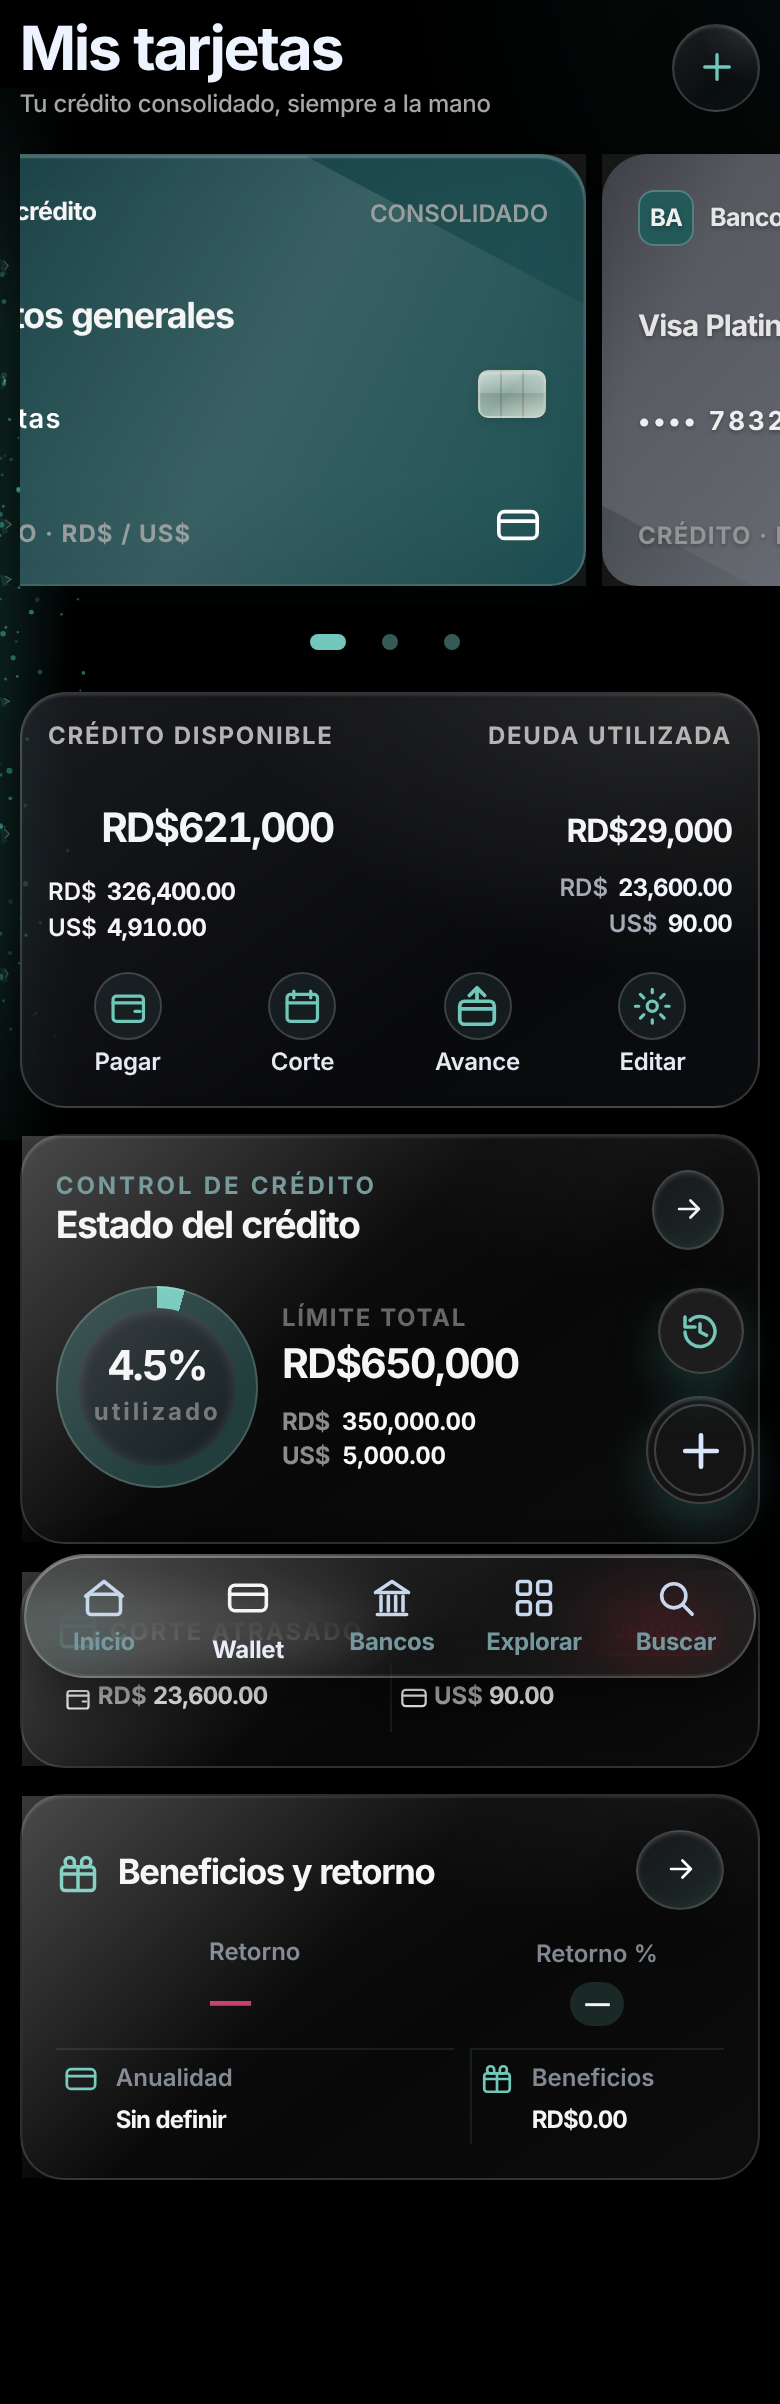 Mis tarjetas
Tu crédito consolidado, siempre a la mano
crédito
CONSOLIDADO
tos generales
tas
O · RD$ / US$
BA
Banco
Visa Platin
•••• 7832
CRÉDITO ·
CRÉDITO DISPONIBLE
DEUDA UTILIZADA
RD$621,000
RD$29,000
RD$ 326,400.00
US$ 4,910.00
RD$ 23,600.00
US$ 90.00
Pagar
Corte
Avance
Editar
CONTROL DE CRÉDITO
Estado del crédito
4.5%
utilizado
LÍMITE TOTAL
RD$650,000
RD$ 350,000.00
US$ 5,000.00
CORTE ATRASADO
Inicio
Wallet
Bancos
Explorar
Buscar
RD$ 23,600.00
US$ 90.00
Beneficios y retorno
Retorno
Retorno %
—
—
Anualidad
Sin definir
Beneficios
RD$0.00